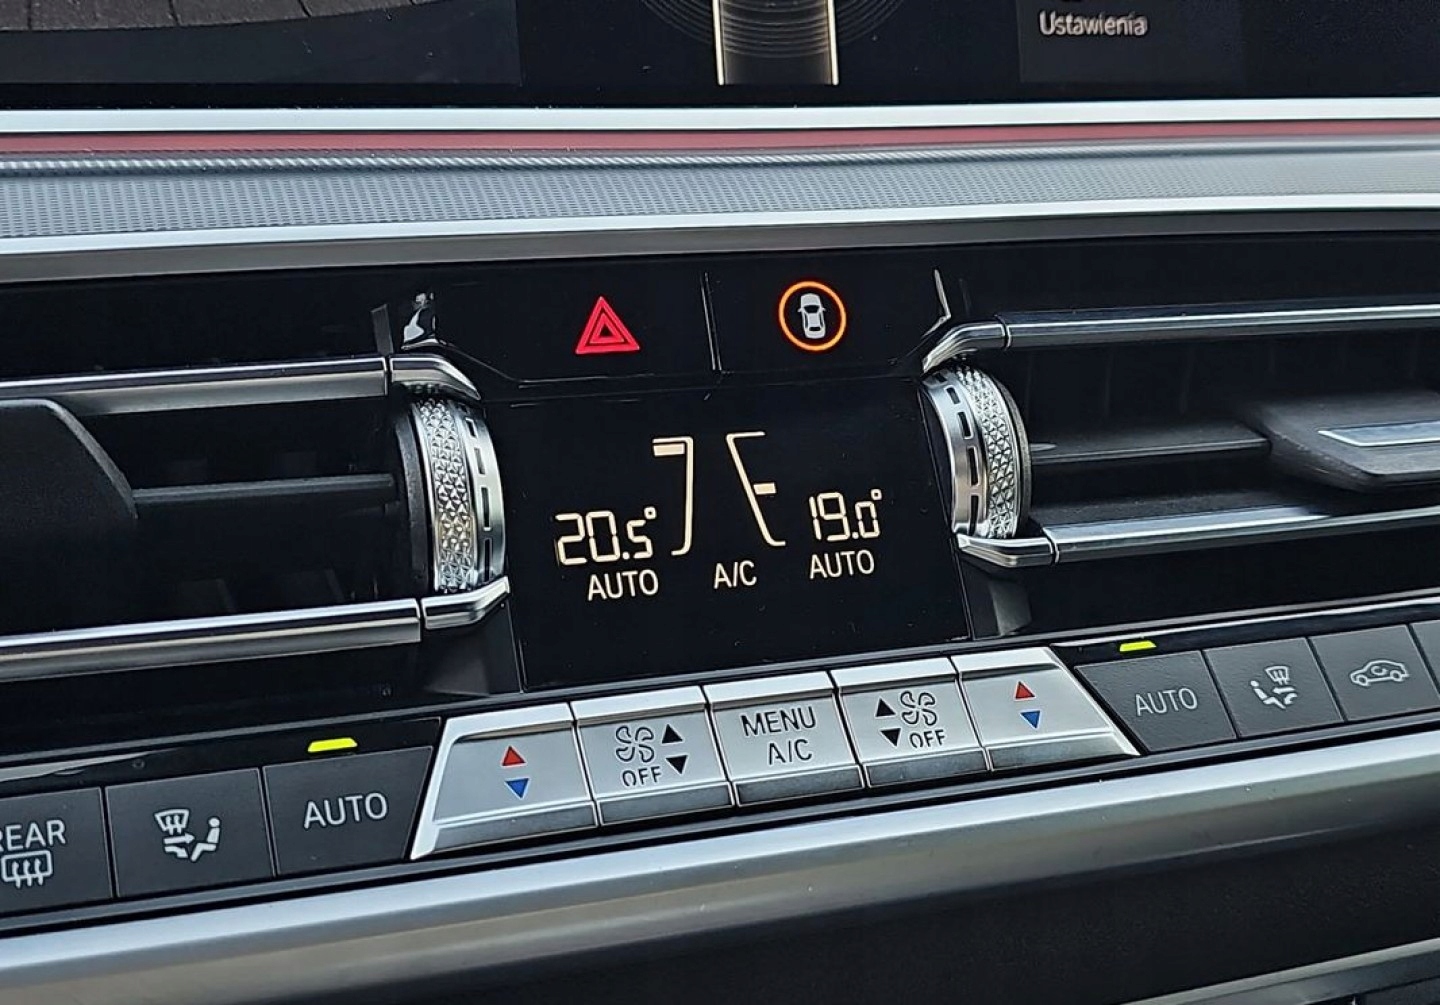 Ustawienia
20.5°
19.0°
AUTO
A/C
AUTO
REAR
AUTO
OFF
MENU
A/C
OFF
AUTO